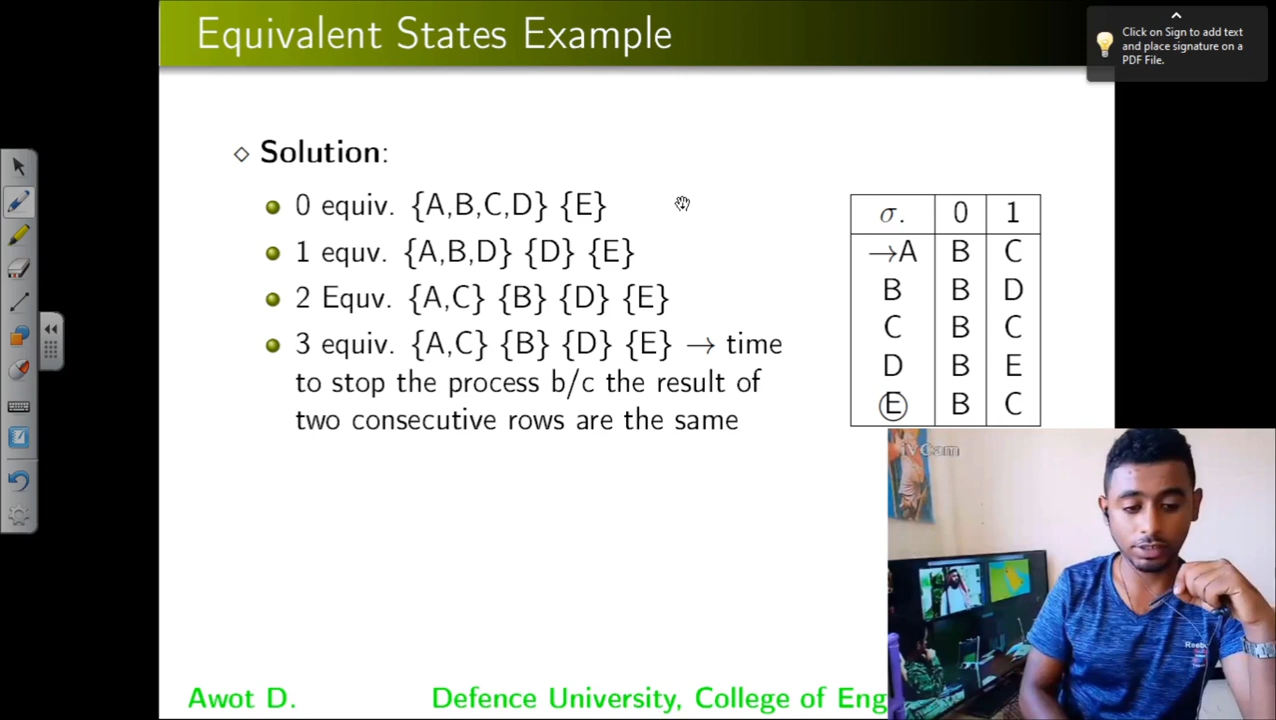 Equivalent States Example
Click on Sign to add text
and place signature on a
PDF File.
Solution:
0 equiv. {A,B,C,D} {E}
1 equv. {A,B,D} {D} {E}
2 Equv. {A,C} {B} {D} {E}
3 equiv. {A,C} {B} {D} {E} → time
to stop the process b/c the result of
two consecutive rows are the same
σ. 0 1
→A B C
B B D
C B C
D B E
E B C
iVCam
Reebok
Awot D. Defence University, College of Eng